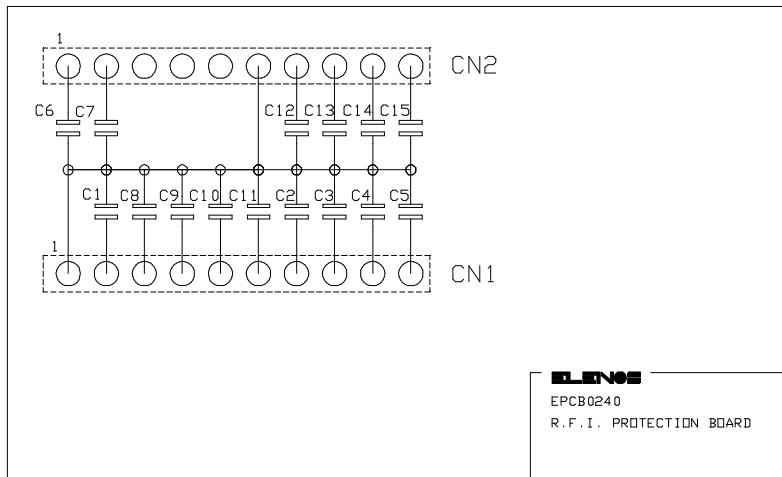 1
CN2
C6 C7 C12 C13 C14 C15
C1 C8 C9 C10 C11 C2 C3 C4 C5
1
CN1
ELENOS
EPCB0240
R.F.I. PROTECTION BOARD